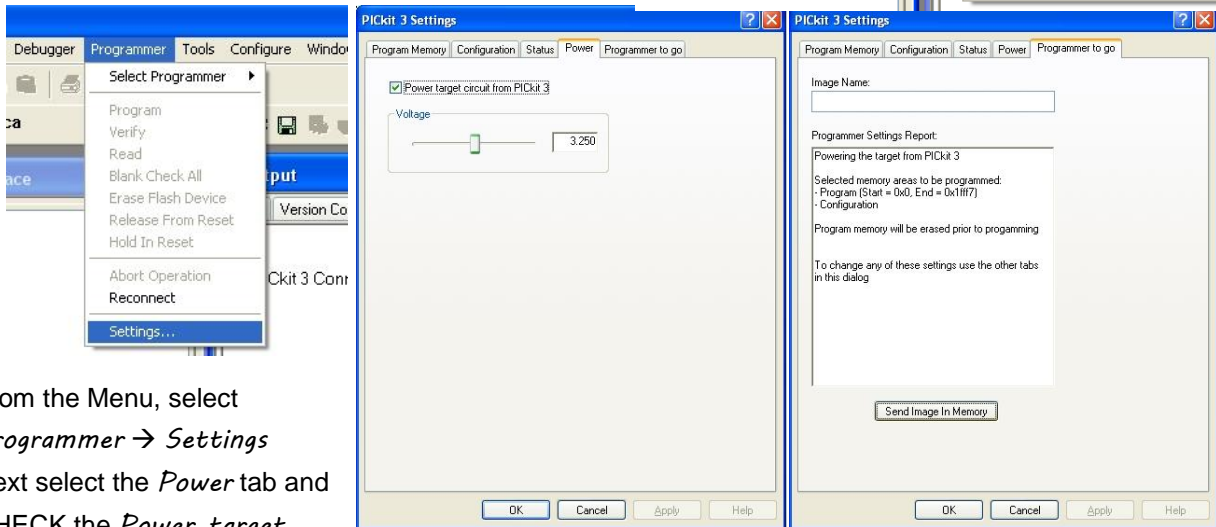 Debugger Programmer Tools Configure
Select Programmer
Program
Verify
Read
Blank Check All
Erase Flash Device
Release From Reset
Hold In Reset
Abort Operation
Reconnect
Settings...
Version Co
Ckit 3 Conr
om the Menu, select
rogrammer → Settings
ext select the Power tab and
HECK the Power target
PICkit 3 Settings
Program Memory Configuration Status Power Programmer to go
Power target circuit from PICkit 3
Voltage
3.250
OK Cancel Apply Help
PICkit 3 Settings
Program Memory Configuration Status Power Programmer to go
Image Name:
Programmer Settings Report:
Powering the target from PICkit 3
Selected memory areas to be programmed:
- Program (Start = 0x0, End = 0x1fff7)
- Configuration
Program memory will be erased prior to progamming
To change any of these settings use the other tabs
in this dialog
Send Image In Memory
OK Cancel Apply Help